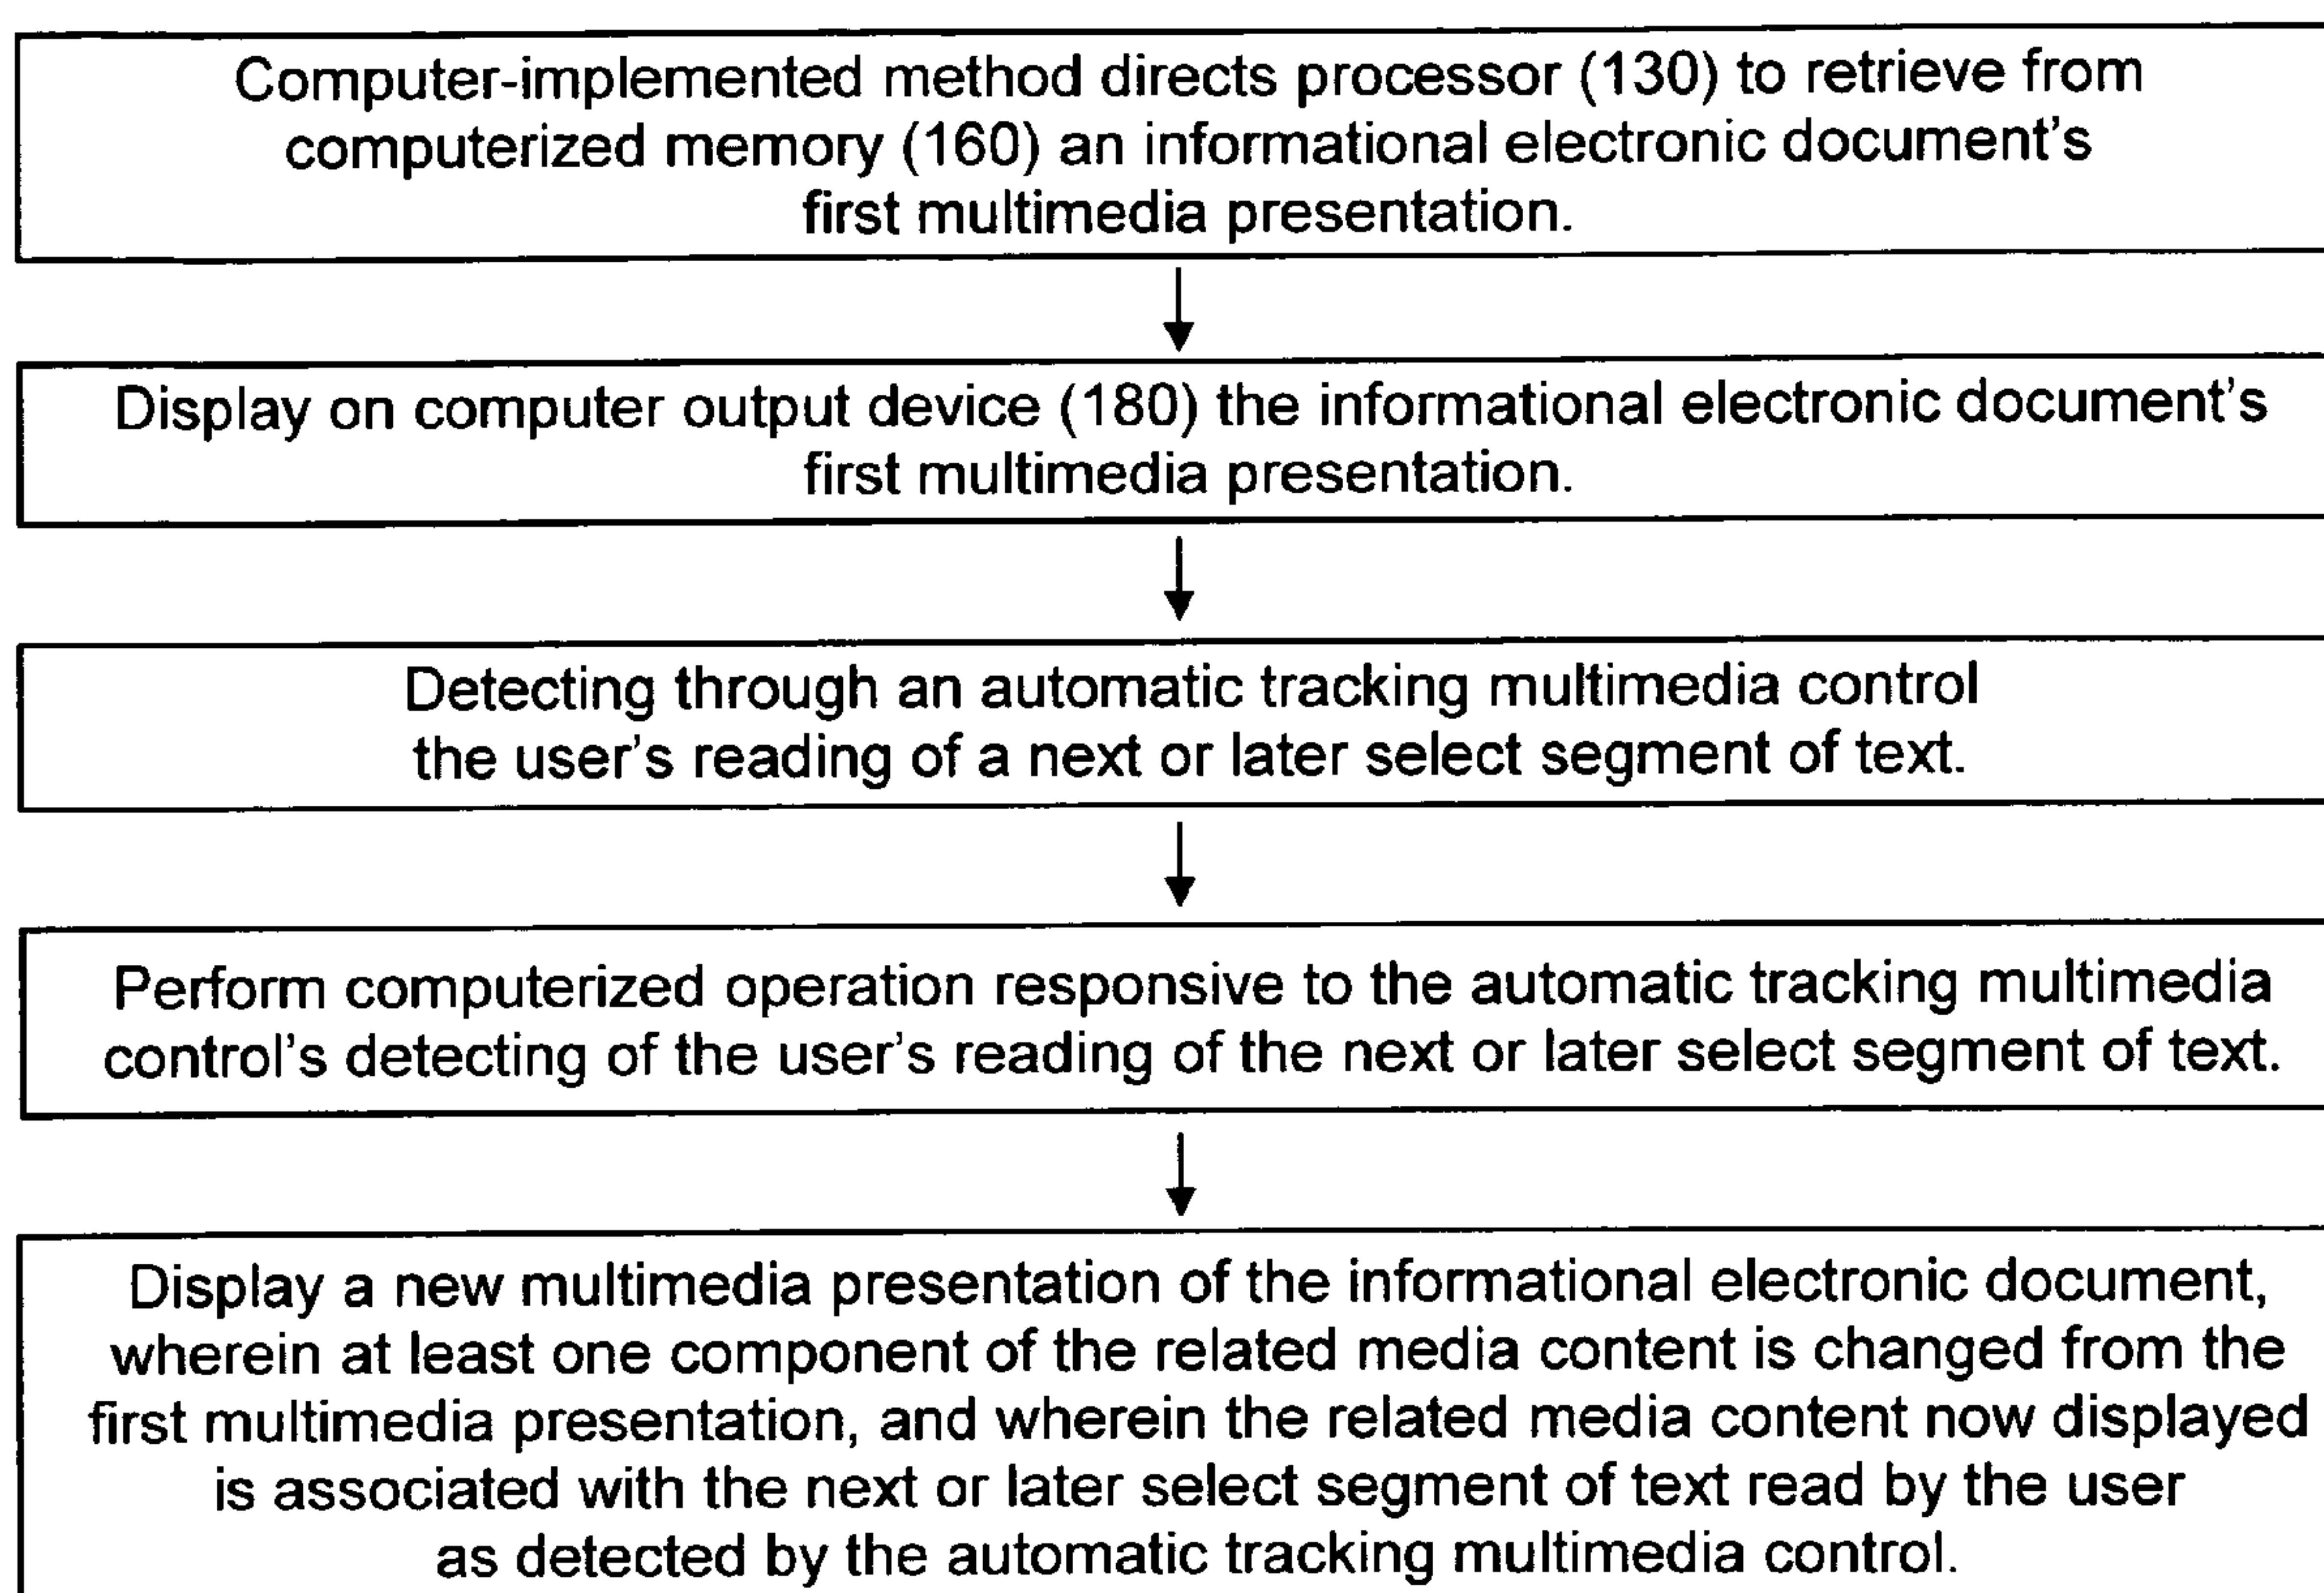 Computer-implemented method directs processor (130) to retrieve from
computerized memory (160) an informational electronic document's
first multimedia presentation.
Display on computer output device (180) the informational electronic document's
first multimedia presentation.
Detecting through an automatic tracking multimedia control
the user's reading of a next or later select segment of text.
Perform computerized operation responsive to the automatic tracking multimedia
control's detecting of the user's reading of the next or later select segment of text.
Display a new multimedia presentation of the informational electronic document,
wherein at least one component of the related media content is changed from the
first multimedia presentation, and wherein the related media content now displayed
is associated with the next or later select segment of text read by the user
as detected by the automatic tracking multimedia control.